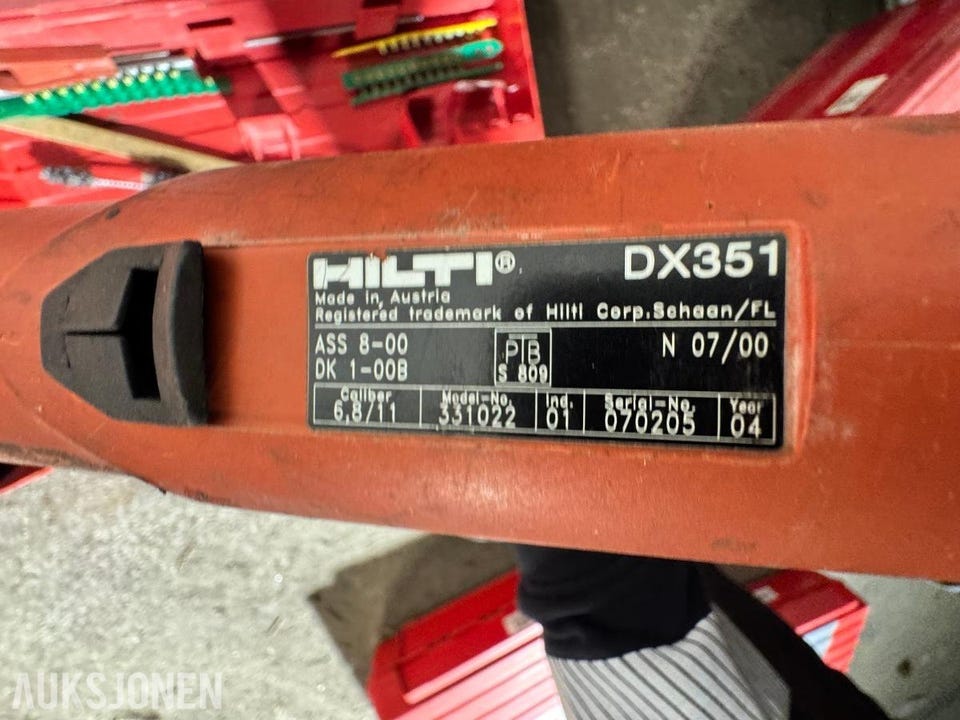 HILTI® DX351
Made in Austria
Registered trademark of Hilti Corp.Schaan/FL
ASS 8-00
DK 1-00B
PTB
S 809
N 07/00
Caliber Model-No. Ind. Serial-No. Year
6,8/11 331022 01 070205 04
AUKSJONEN